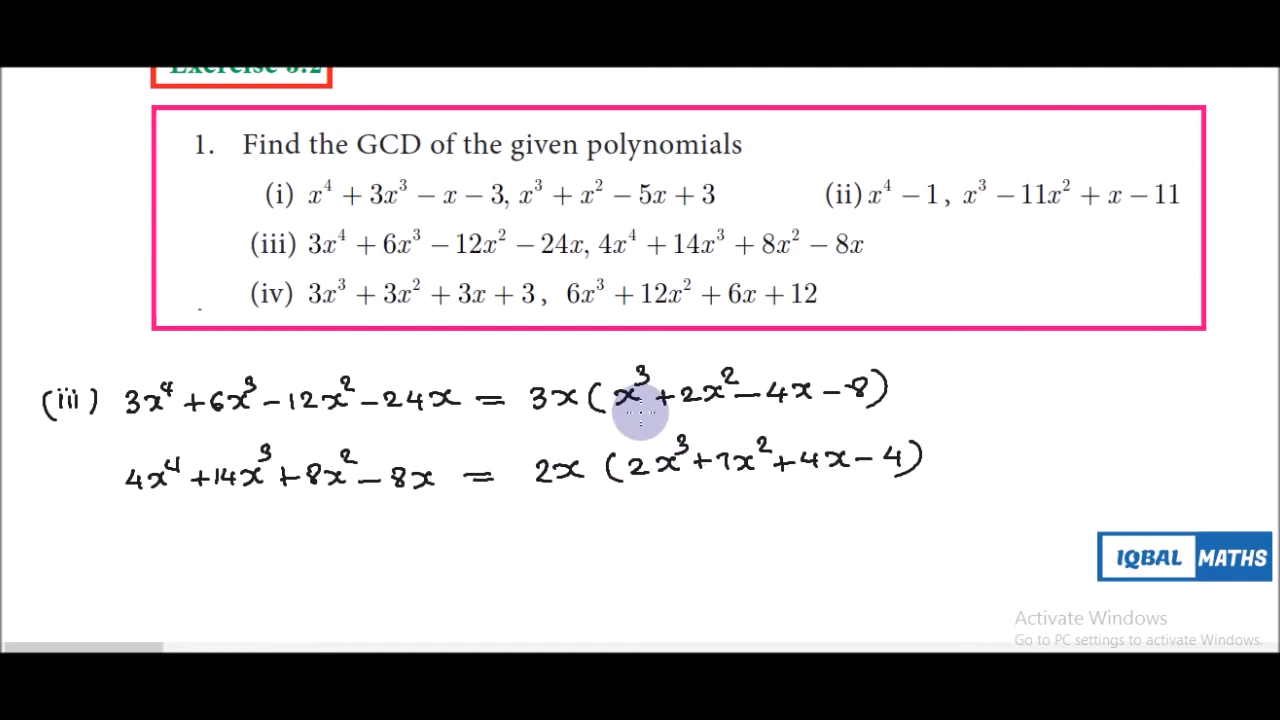 Exercise 3.2
1. Find the GCD of the given polynomials
(i) x⁴ + 3x³ − x − 3, x³ + x² − 5x + 3 (ii) x⁴ − 1, x³ − 11x² + x − 11
(iii) 3x⁴ + 6x³ − 12x² − 24x, 4x⁴ + 14x³ + 8x² − 8x
(iv) 3x³ + 3x² + 3x + 3, 6x³ + 12x² + 6x + 12
(iii) 3x⁴ + 6x³ − 12x² − 24x = 3x (x³ + 2x² − 4x − 8)
4x⁴ + 14x³ + 8x² − 8x = 2x (2x³ + 7x² + 4x − 4)
IQBAL MATHS
Activate Windows
Go to PC settings to activate Windows.